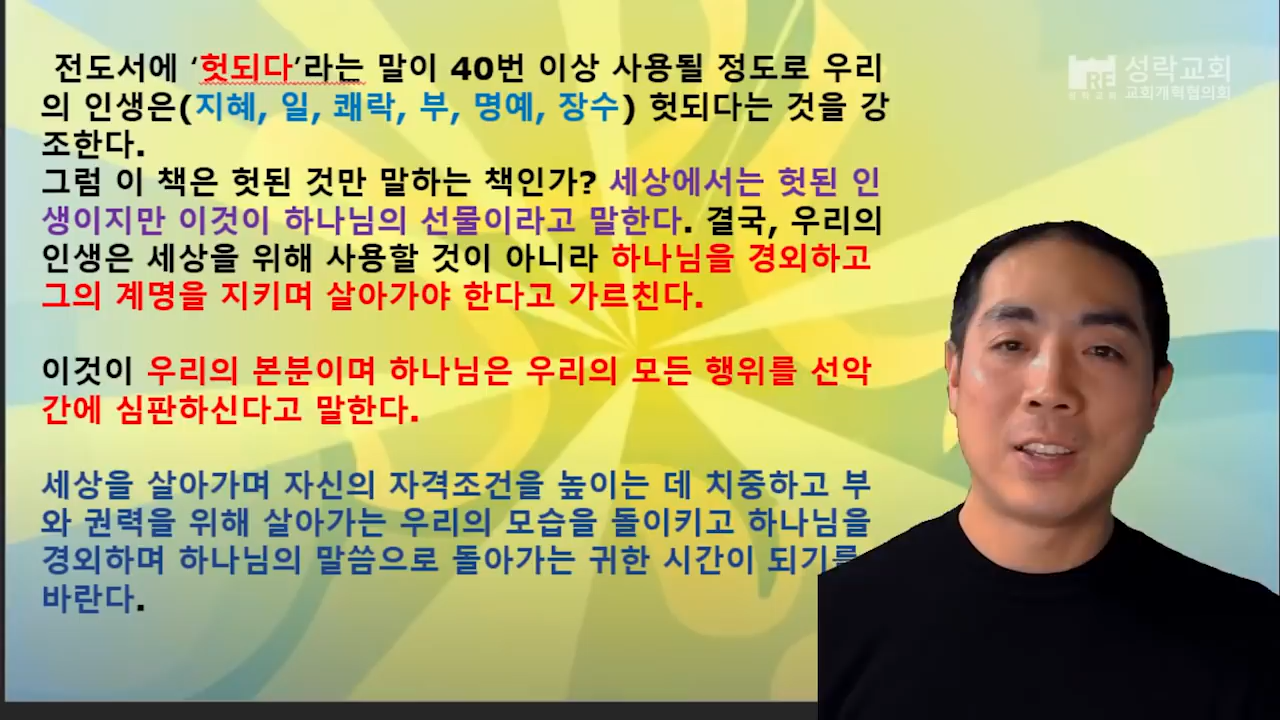 전도서에 ‘헛되다’라는 말이 40번 이상 사용될 정도로 우리
의 인생은(지혜, 일, 쾌락, 부, 명예, 장수) 헛되다는 것을 강
조한다.
그럼 이 책은 헛된 것만 말하는 책인가? 세상에서는 헛된 인
생이지만 이것이 하나님의 선물이라고 말한다. 결국, 우리의
인생은 세상을 위해 사용할 것이 아니라 하나님을 경외하고
그의 계명을 지키며 살아가야 한다고 가르친다.
이것이 우리의 본분이며 하나님은 우리의 모든 행위를 선악
간에 심판하신다고 말한다.
세상을 살아가며 자신의 자격조건을 높이는 데 치중하고 부
와 권력을 위해 살아가는 우리의 모습을 돌이키고 하나님을
경외하며 하나님의 말씀으로 돌아가는 귀한 시간이 되기를
바란다.
RE
성락교회
교회개혁협의회